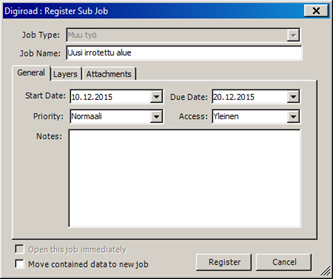 Digiroad : Register Sub Job
Job Type: Muu työ
Job Name: Uusi irrotettu alue
General Layers Attachments
Start Date: 10.12.2015 Due Date: 20.12.2015
Priority: Normaali Access: Yleinen
Notes:
Open this job immediately
Move contained data to new job
Register Cancel